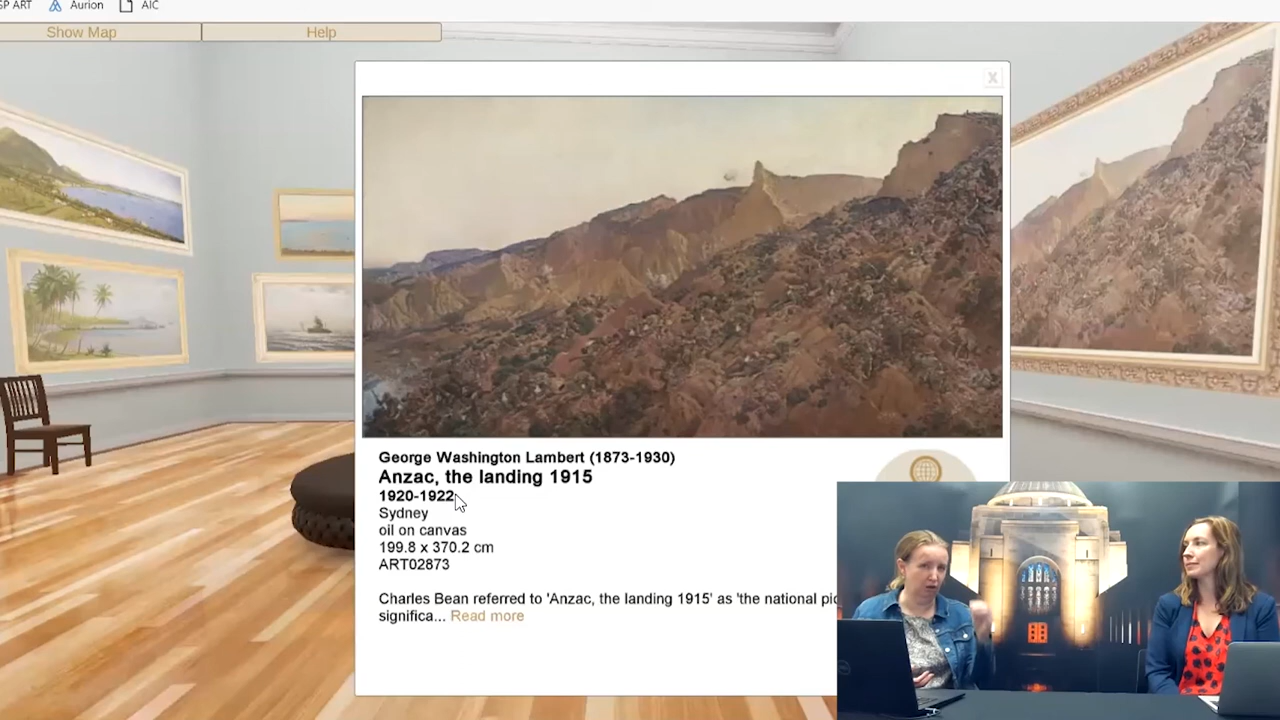 SP ART Aurion AIC
Show Map Help
X
George Washington Lambert (1873-1930)
Anzac, the landing 1915
1920-1922
Sydney
oil on canvas
199.8 x 370.2 cm
ART02873
Charles Bean referred to 'Anzac, the landing 1915' as 'the national pic
significa... Read more